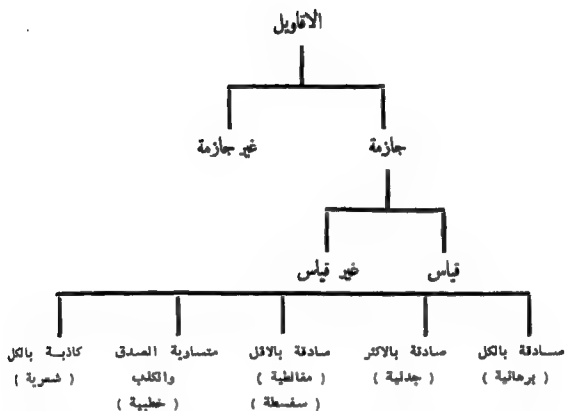 الاقاويل
جازمة
غير جازمة
قياس
غير قياس
صادقة بالكل
( برهانية )
صادقة بالاكثر
( جدلية )
صادقة بالاقل
( مغالطية )
( سفسطة )
متساوية الصدق
والكذب
( خطبية )
كاذبة بالكل
( شعرية )